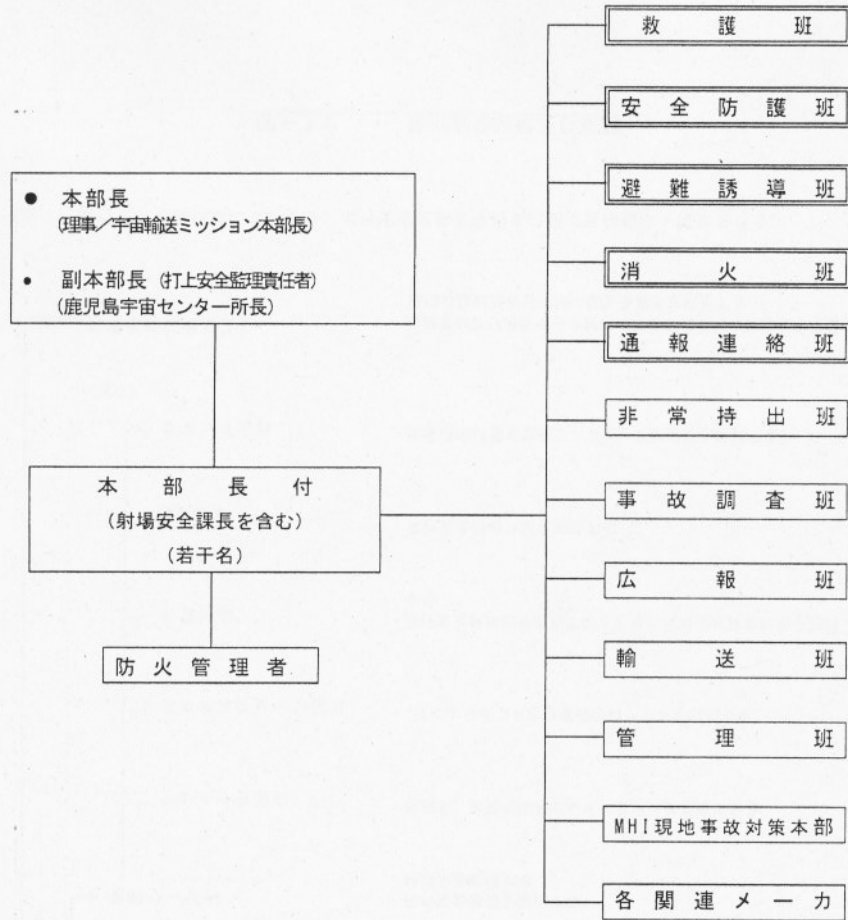 ● 本部長
(理事／宇宙輸送ミッション本部長)
・ 副本部長 (打上安全監理責任者)
(鹿児島宇宙センター所長)
本部長付
(射場安全課長を含む)
(若干名)
防火管理者
救護班
安全防護班
避難誘導班
消火班
通報連絡班
非常持出班
事故調査班
広報班
輸送班
管理班
MHI現地事故対策本部
各関連メーカ